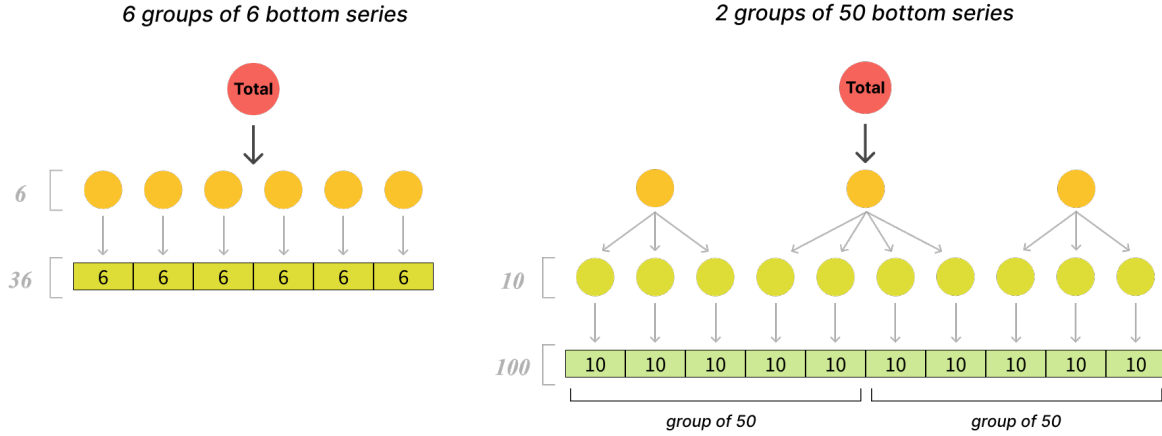 6 groups of 6 bottom series
Total
6
36
6 6 6 6 6 6
2 groups of 50 bottom series
Total
10
100
10 10 10 10 10 10 10 10 10 10
group of 50
group of 50